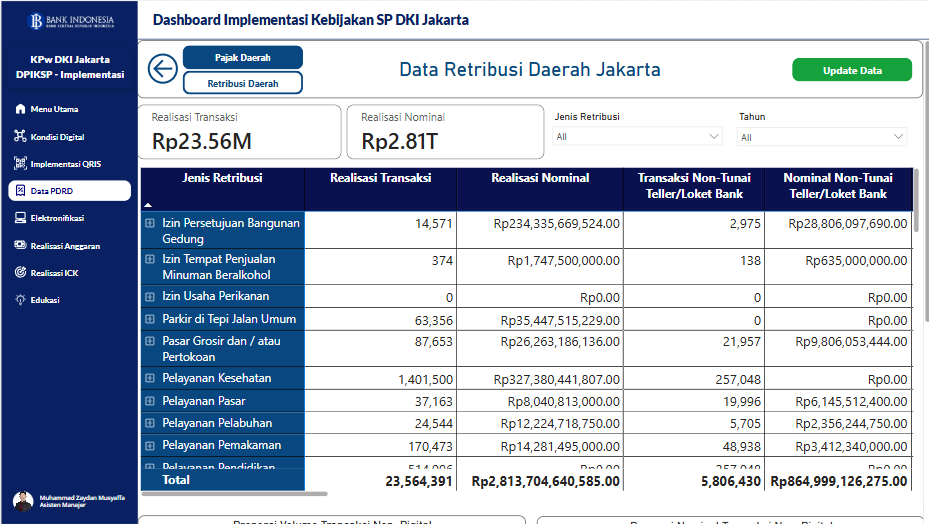 BANK INDONESIA
BANK SENTRAL REPUBLIK INDONESIA
Dashboard Implementasi Kebijakan SP DKI Jakarta
KPw DKI Jakarta
DPIKSP - Implementasi
Menu Utama
Kondisi Digital
Implementasi QRIS
Data PDRD
Elektronifikasi
Realisasi Anggaran
Realisasi ICK
Edukasi
Muhammad Zaydan Musyaffa
Asisten Manajer
Pajak Daerah
Retribusi Daerah
Data Retribusi Daerah Jakarta
Update Data
Realisasi Transaksi
Rp23.56M
Realisasi Nominal
Rp2.81T
Jenis Retribusi
All
Tahun
All
Jenis Retribusi Realisasi Transaksi Realisasi Nominal Transaksi Non-Tunai Nominal Non-Tunai
Teller/Loket Bank Teller/Loket Bank
Izin Persetujuan Bangunan 14,571 Rp234,335,669,524.00 2,975 Rp28,806,097,690.00
Gedung
Izin Tempat Penjualan 374 Rp1,747,500,000.00 138 Rp635,000,000.00
Minuman Beralkohol
Izin Usaha Perikanan 0 Rp0.00 0 Rp0.00
Parkir di Tepi Jalan Umum 63,356 Rp35,447,515,229.00 0 Rp0.00
Pasar Grosir dan / atau 87,653 Rp26,263,186,136.00 21,957 Rp9,806,053,444.00
Pertokoan
Pelayanan Kesehatan 1,401,500 Rp327,380,441,807.00 257,048 Rp0.00
Pelayanan Pasar 37,163 Rp8,040,813,000.00 19,996 Rp6,145,512,400.00
Pelayanan Pelabuhan 24,544 Rp12,224,718,750.00 5,705 Rp2,356,244,750.00
Pelayanan Pemakaman 170,473 Rp14,281,495,000.00 48,938 Rp3,412,340,000.00
Pelayanan Pendidikan Rp0.00 257,048 Rp0.00
Total 23,564,391 Rp2,813,704,640,585.00 5,806,430 Rp864,999,126,275.00